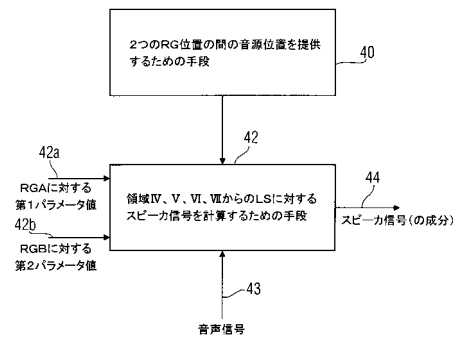 2つのRG位置の間の音源位置を提供
するための手段
40
42
42a
RGAに対する
第1パラメータ値
42b
RGBに対する
第2パラメータ値
領域Ⅳ、Ⅴ、Ⅵ、ⅦからのLSに対する
スピーカ信号を計算するための手段
44
スピーカ信号(の成分)
43
音声信号